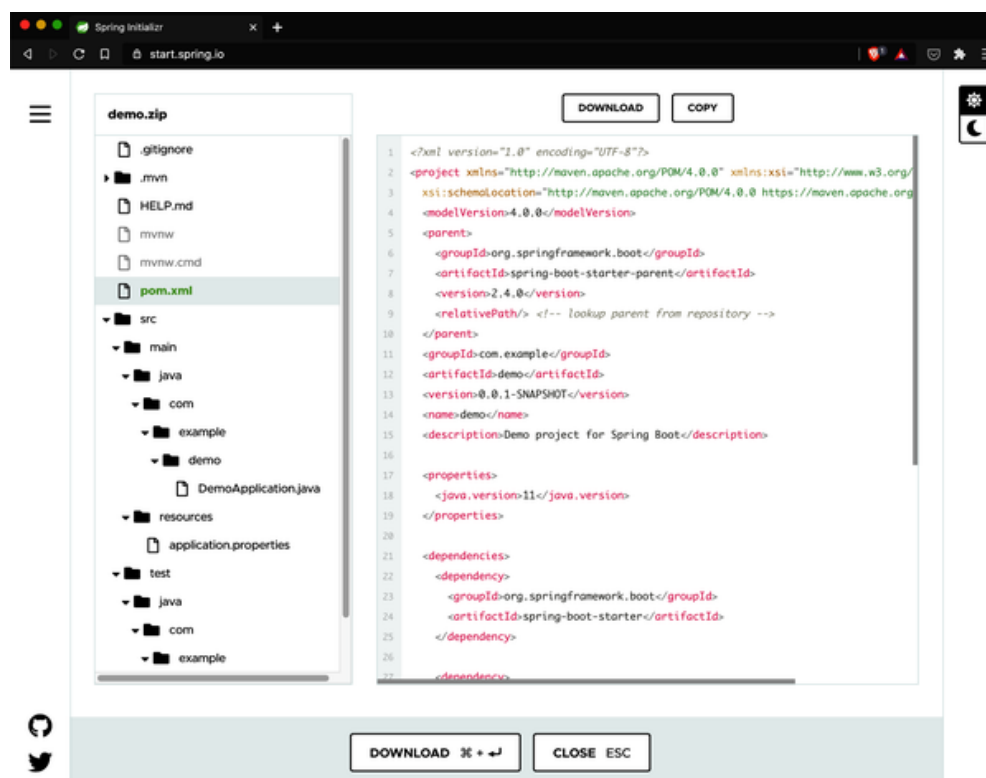 Spring Initializr
start.spring.io
demo.zip
.gitignore
.mvn
HELP.md
mvnw
mvnw.cmd
pom.xml
src
main
java
com
example
demo
DemoApplication.java
resources
application.properties
test
java
com
example
DOWNLOAD
COPY
1 <?xml version="1.0" encoding="UTF-8"?>
2 <project xmlns="http://maven.apache.org/POM/4.0.0" xmlns:xsi="http://www.w3.org/
3 xsi:schemaLocation="http://maven.apache.org/POM/4.0.0 https://maven.apache.org
4 <modelVersion>4.0.0</modelVersion>
5 <parent>
6 <groupId>org.springframework.boot</groupId>
7 <artifactId>spring-boot-starter-parent</artifactId>
8 <version>2.4.0</version>
9 <relativePath/> <!-- lookup parent from repository -->
10 </parent>
11 <groupId>com.example</groupId>
12 <artifactId>demo</artifactId>
13 <version>0.0.1-SNAPSHOT</version>
14 <name>demo</name>
15 <description>Demo project for Spring Boot</description>
16
17 <properties>
18 <java.version>11</java.version>
19 </properties>
20
21 <dependencies>
22 <dependency>
23 <groupId>org.springframework.boot</groupId>
24 <artifactId>spring-boot-starter</artifactId>
25 </dependency>
26
27 <dependency>
DOWNLOAD ⌘ + ↵
CLOSE ESC